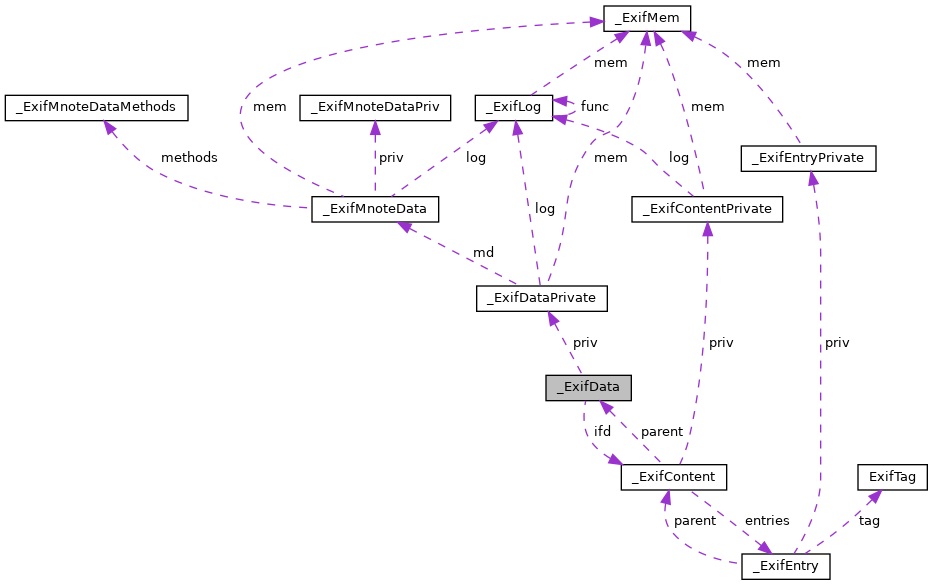 _ExifMem
mem
mem
_ExifMnoteDataMethods
mem
_ExifMnoteDataPriv
_ExifLog
func
mem
methods
priv
log
mem
log
_ExifEntryPrivate
_ExifMnoteData
log
_ExifContentPrivate
md
_ExifDataPrivate
priv
priv
priv
_ExifData
ifd
parent
_ExifContent
ExifTag
parent
entries
tag
_ExifEntry